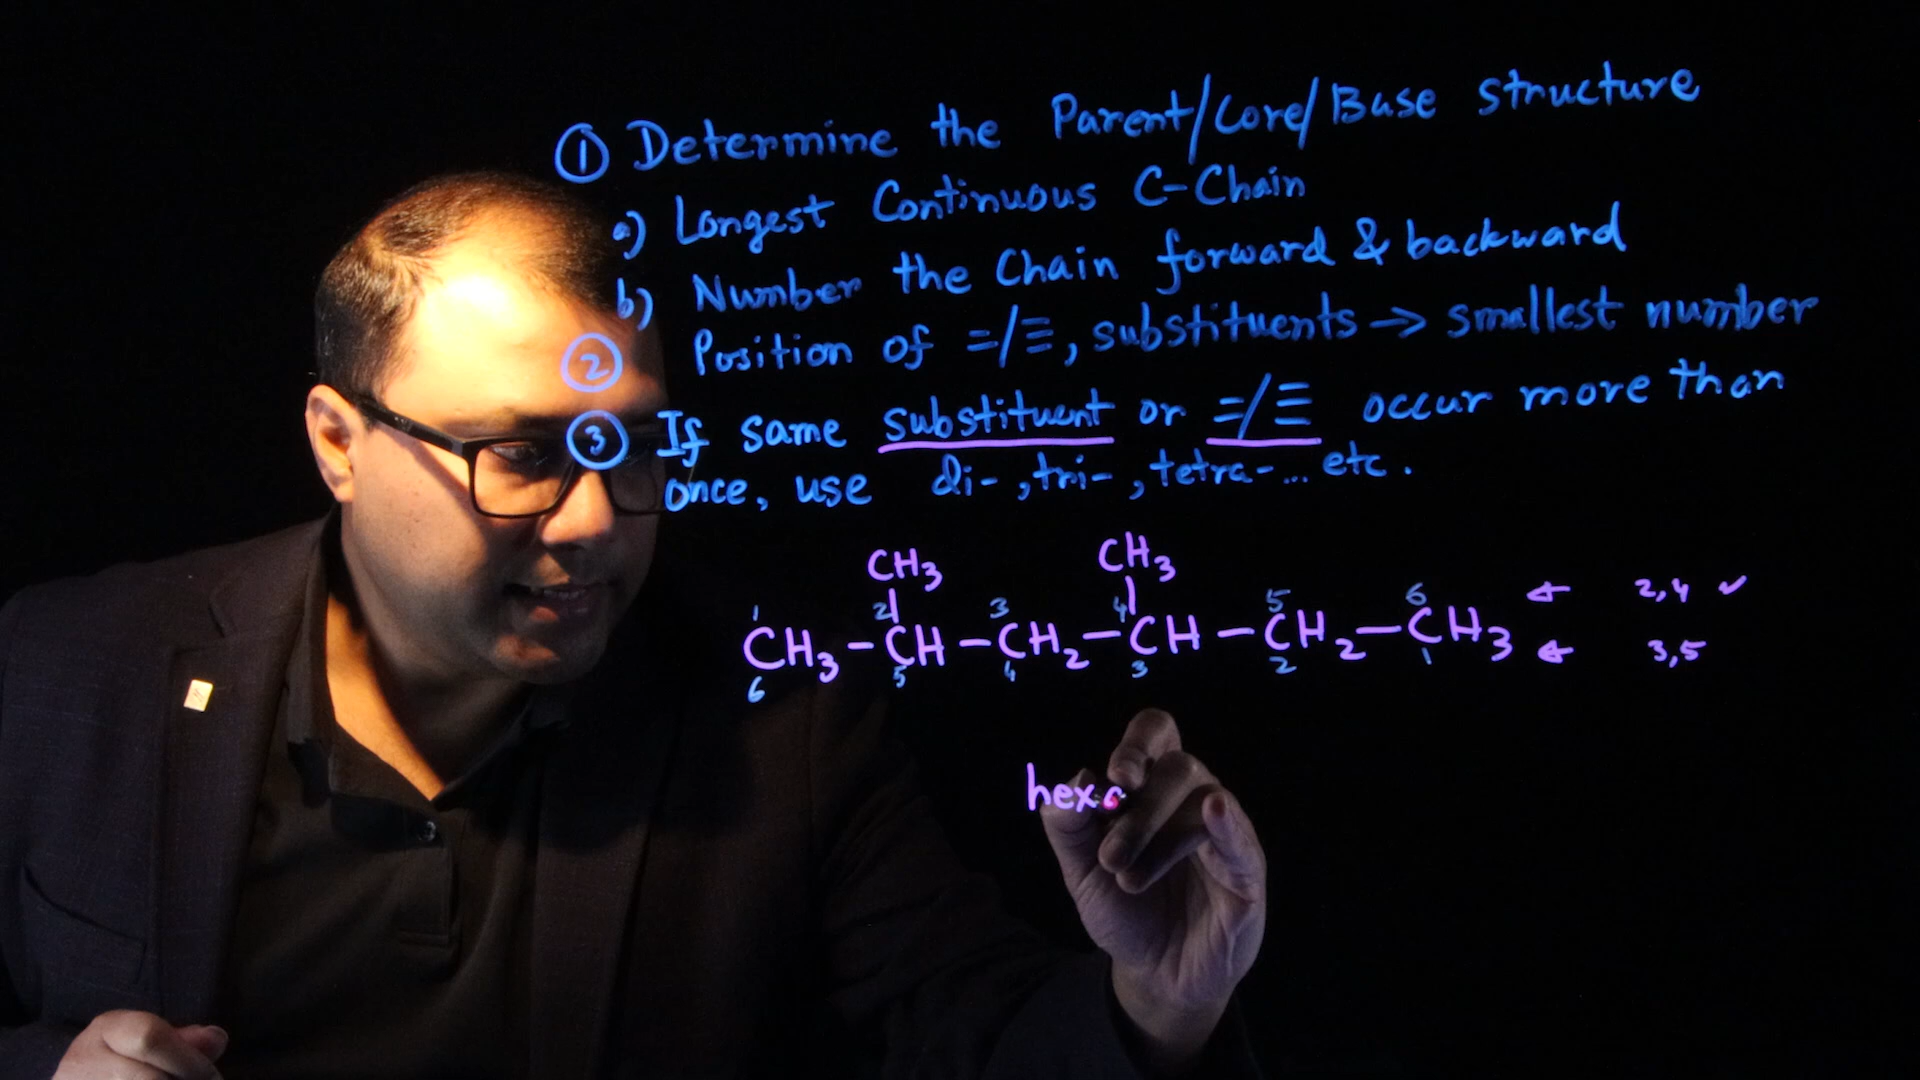 ① Determine the Parent/Core/Base structure
a) Longest Continuous C-Chain
b) Number the Chain forward & backward
② Position of =/≡, substituents → smallest number
③ If same substituent or =/≡ occur more than
once, use di-, tri-, tetra-... etc.
CH₃ CH₃
1 2 3 4 5 6
CH₃-CH-CH₂-CH-CH₂-CH₃
6 5 4 3 2 1
← 2,4 ✓
← 3,5
hexa